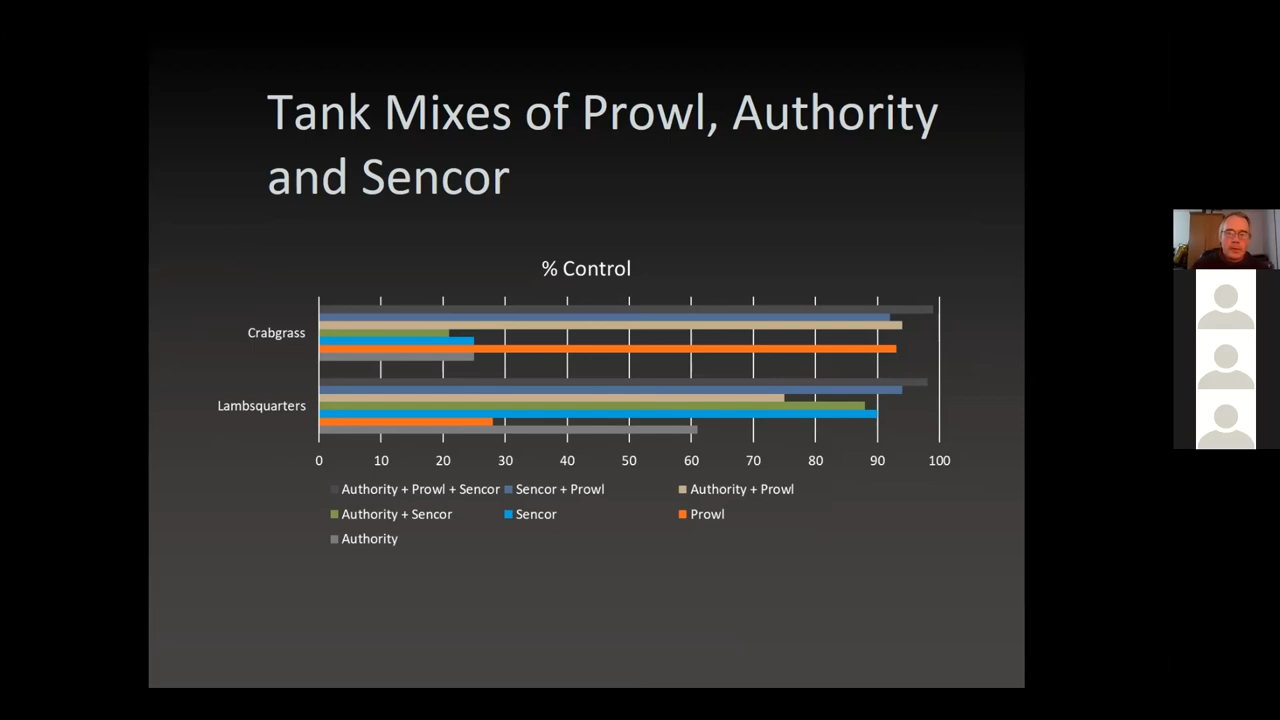 Tank Mixes of Prowl, Authority
and Sencor
% Control
Crabgrass
Lambsquarters
0 10 20 30 40 50 60 70 80 90 100
Authority + Prowl + Sencor Sencor + Prowl Authority + Prowl
Authority + Sencor Sencor Prowl
Authority